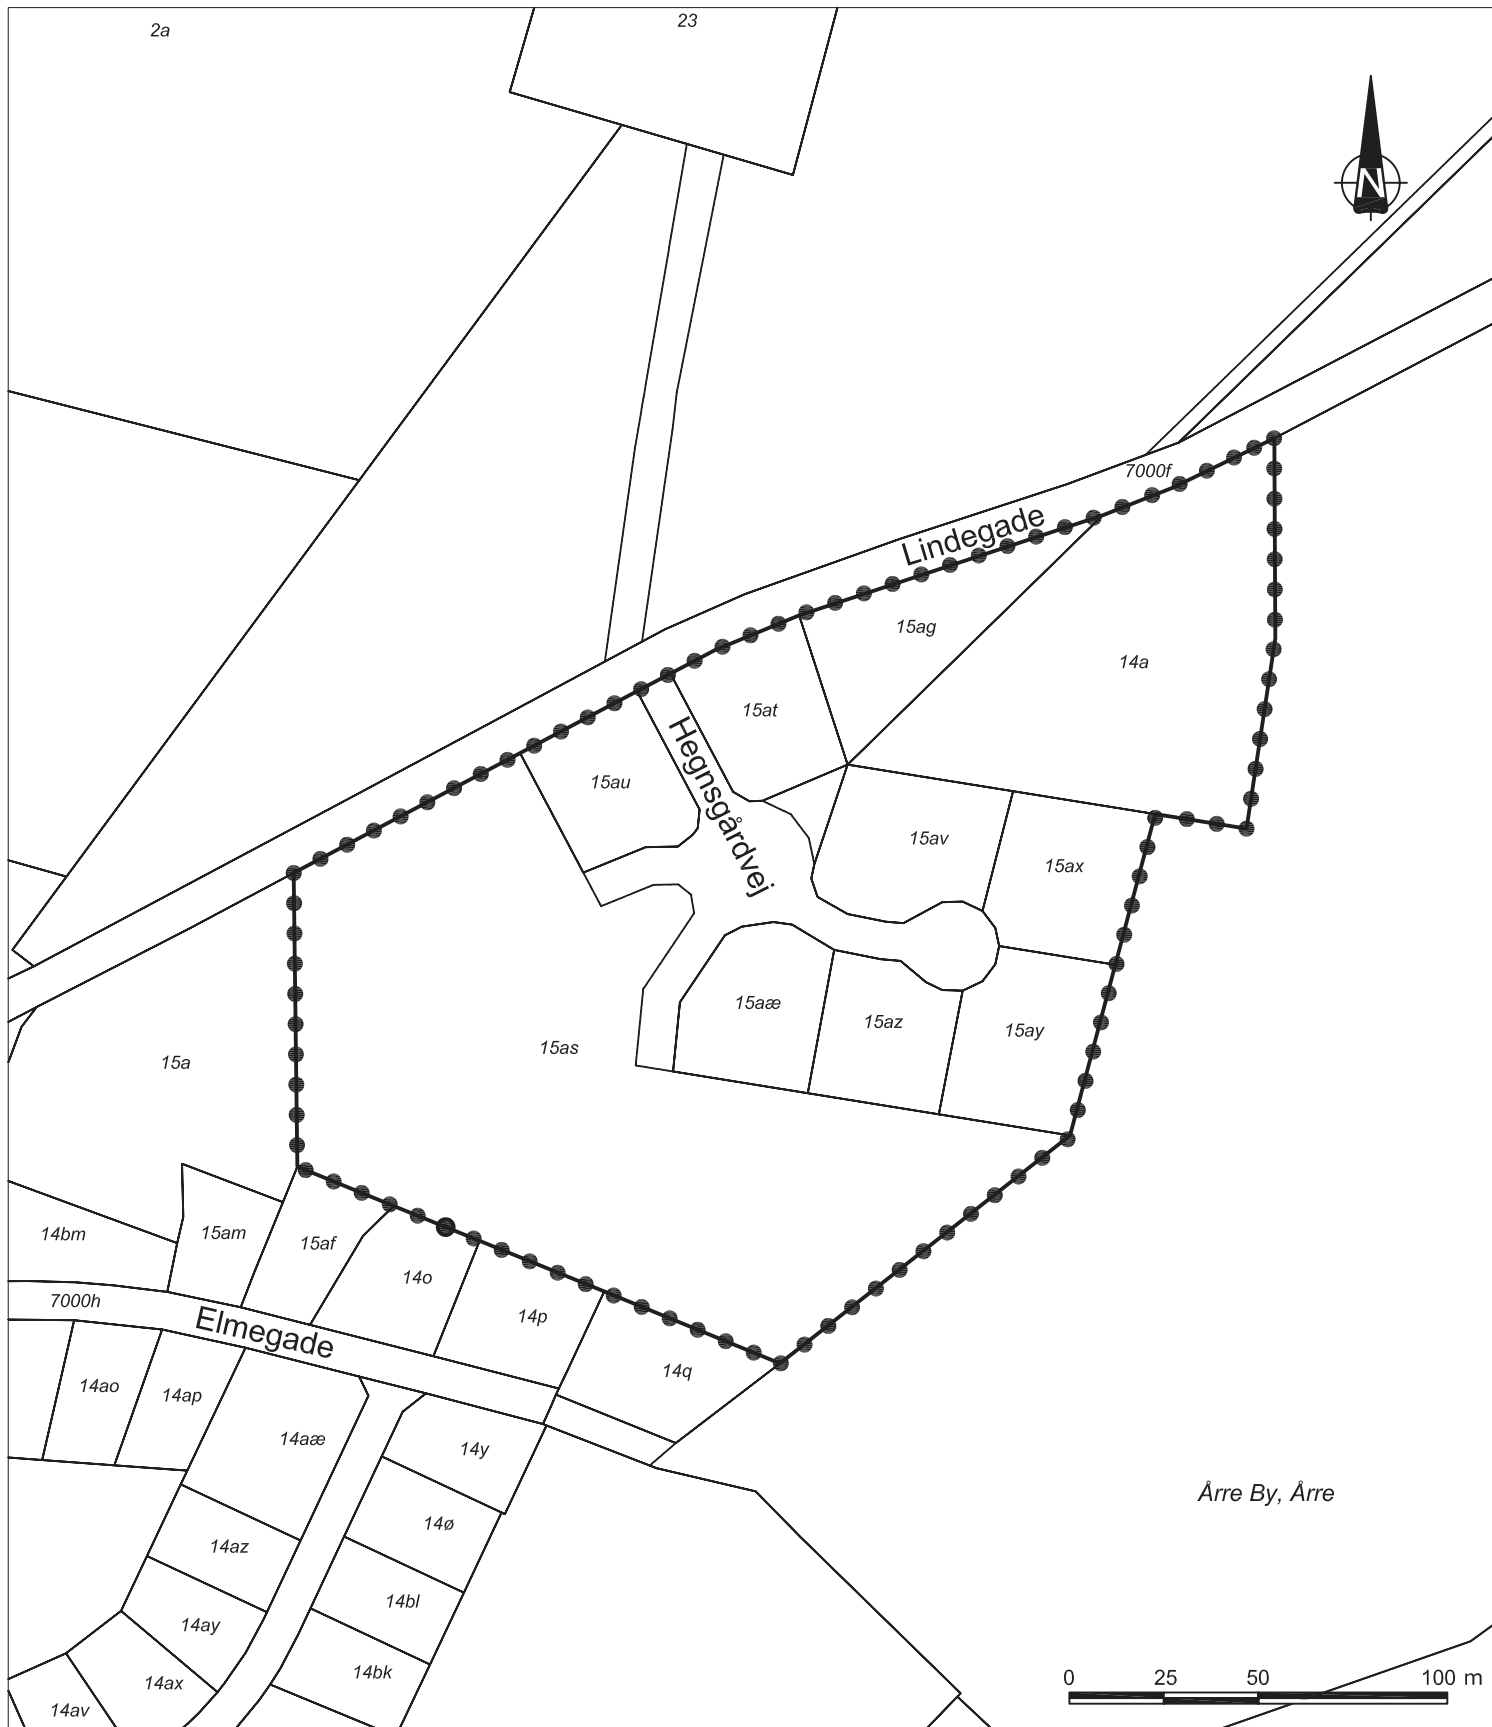 2a
23
N
7000f
Lindegade
15ag
14a
15at
Hegnsgårdvej
15au
15av
15ax
15aæ
15az
15ay
15as
15a
14bm
15am
15af
14o
7000h
Elmegade
14p
14q
14ao
14ap
14aæ
14y
14ø
14az
14bl
14ay
14bk
14ax
14av
Årre By, Årre
0 25 50 100 m